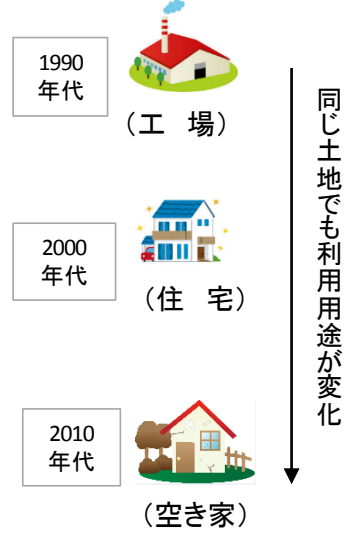 1990
年代
（工　場）
2000
年代
（住　宅）
2010
年代
（空き家）
同じ土地でも利用用途が変化